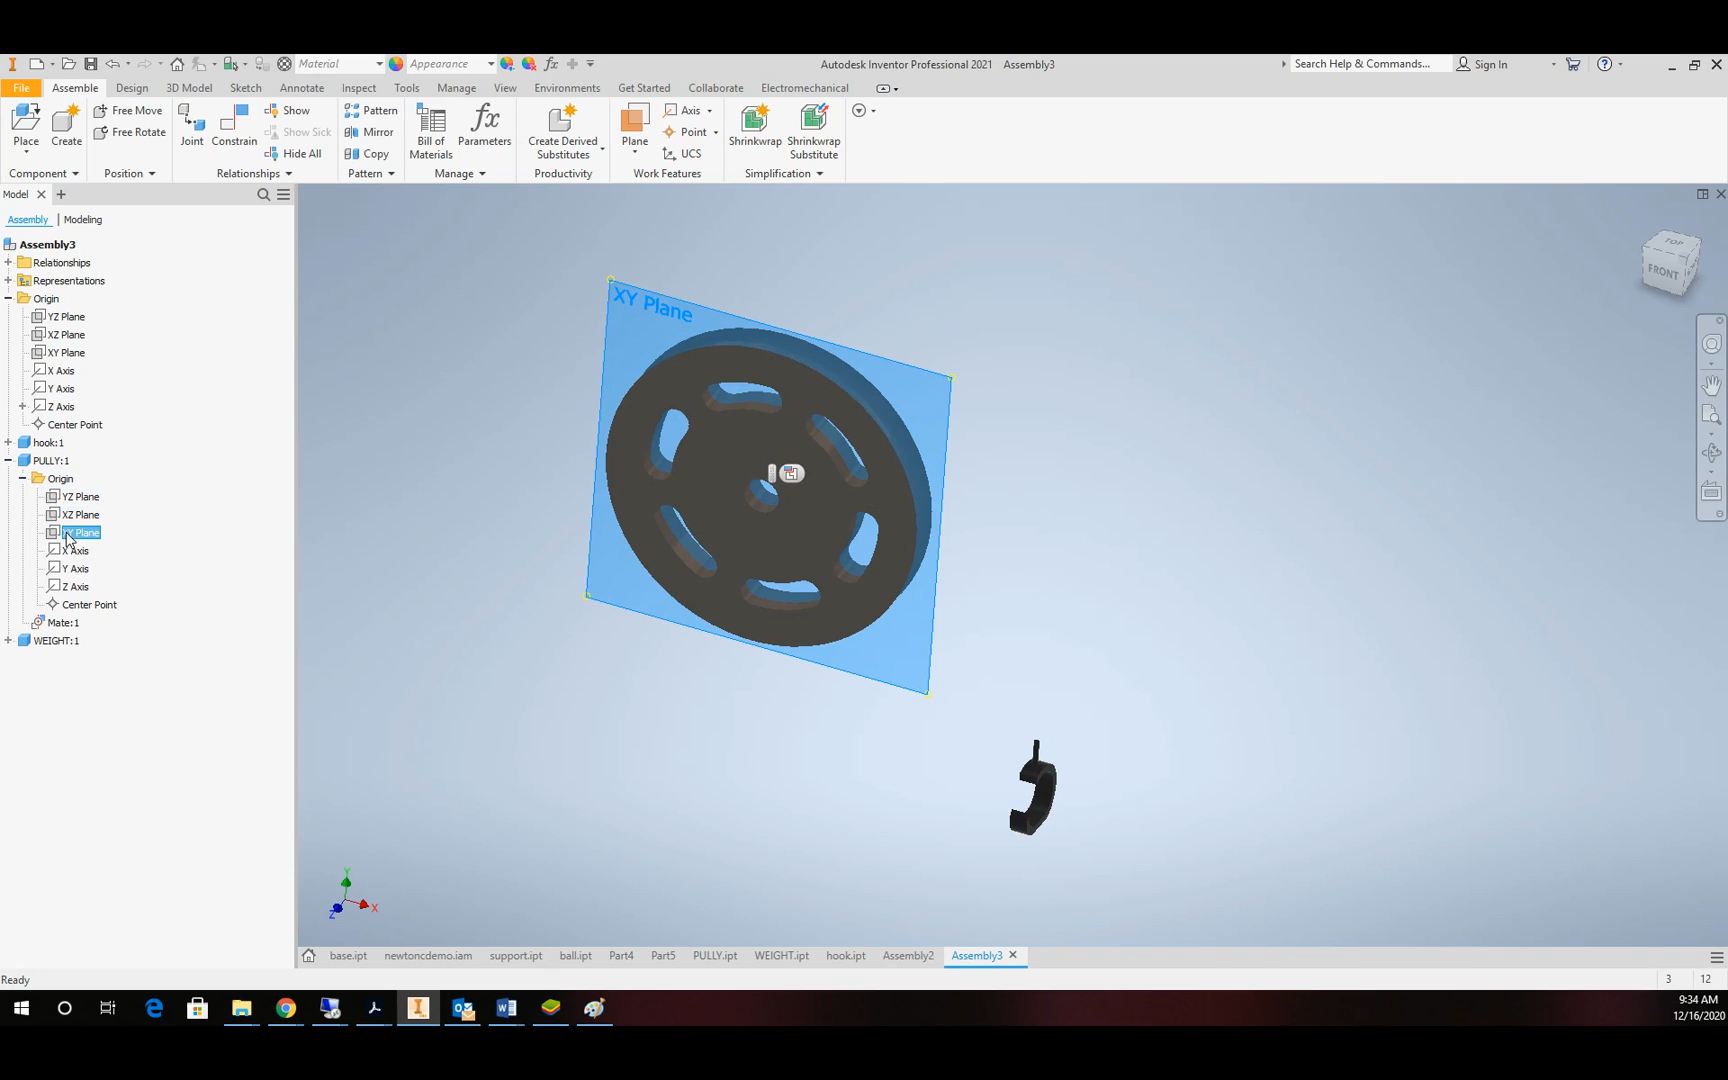 Material
Appearance
Autodesk Inventor Professional 2021 Assembly3
Search Help & Commands...
Sign In
File Assemble Design 3D Model Sketch Annotate Inspect Tools Manage View Environments Get Started Collaborate Electromechanical
Place
Create
Free Move
Free Rotate
Joint
Constrain
Show
Show Sick
Hide All
Pattern
Mirror
Copy
Bill of
Materials
Parameters
Create Derived
Substitutes
Plane
Axis
Point
UCS
Shrinkwrap
Shrinkwrap
Substitute
Component Position Relationships Pattern Manage Productivity Work Features Simplification
Model
Assembly Modeling
Assembly3
Relationships
Representations
Origin
YZ Plane
XZ Plane
XY Plane
X Axis
Y Axis
Z Axis
Center Point
hook:1
PULLY:1
Origin
YZ Plane
XZ Plane
XY Plane
X Axis
Y Axis
Z Axis
Center Point
Mate:1
WEIGHT:1
XY Plane
TOP
FRONT
Y
X
Z
base.ipt newtoncdemo.iam support.ipt ball.ipt Part4 Part5 PULLY.ipt WEIGHT.ipt hook.ipt Assembly2 Assembly3
Ready
3 12
9:34 AM
12/16/2020